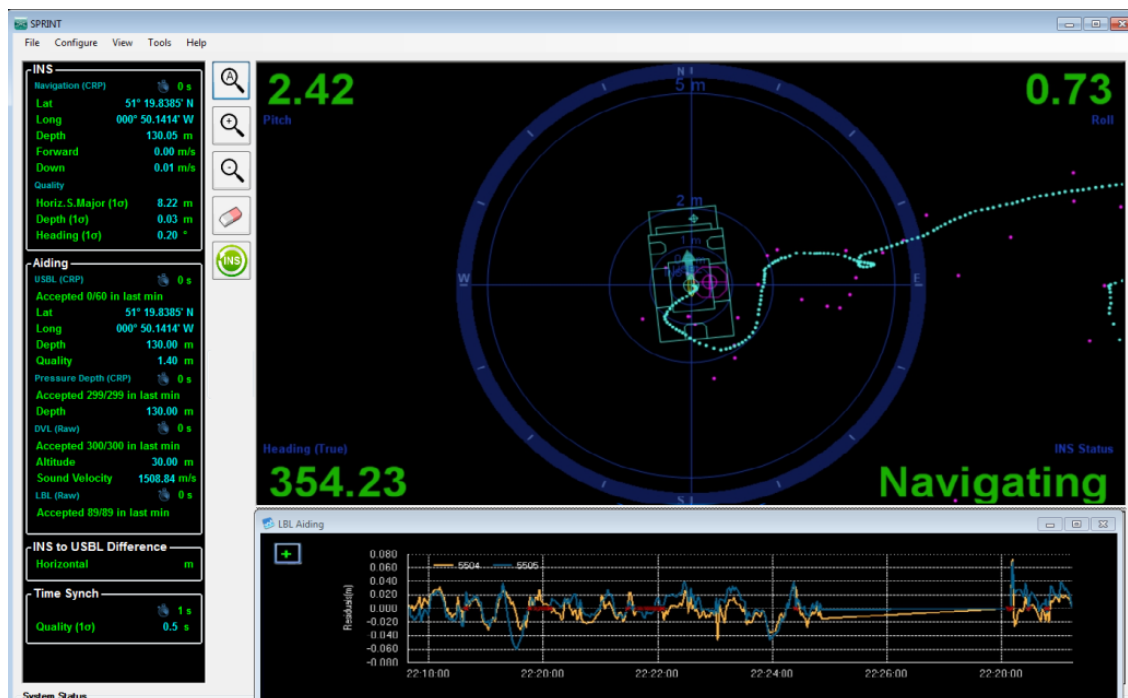 SPRINT
File Configure View Tools Help
INS
Navigation (CRP) 0 s
Lat 51° 19.8385' N
Long 000° 50.1414' W
Depth 130.05 m
Forward 0.00 m/s
Down 0.01 m/s
Quality
Horiz.S.Major (1σ) 8.22 m
Depth (1σ) 0.03 m
Heading (1σ) 0.20 °
Aiding
USBL (CRP) 0 s
Accepted 0/60 in last min
Lat 51° 19.8385' N
Long 000° 50.1414' W
Depth 130.00 m
Quality 1.40 m
Pressure Depth (CRP) 0 s
Accepted 299/299 in last min
Depth 130.00 m
DVL (Raw) 0 s
Accepted 300/300 in last min
Altitude 30.00 m
Sound Velocity 1508.84 m/s
LBL (Raw) 0 s
Accepted 89/89 in last min
INS to USBL Difference
Horizontal m
Time Synch
1 s
Quality (1σ) 0.5 s
System Status
A
+
-
INS
2.42
Pitch
0.73
Roll
N
5 m
2 m
1 m
W
E
S
Heading (True)
354.23
INS Status
Navigating
LBL Aiding
+
Residual(m)
0.080
0.060
0.040
0.020
0.000
-0.020
-0.040
-0.060
-0.080
5504 5505
22:10:00 22:20:00 22:22:00 22:24:00 22:26:00 22:20:00